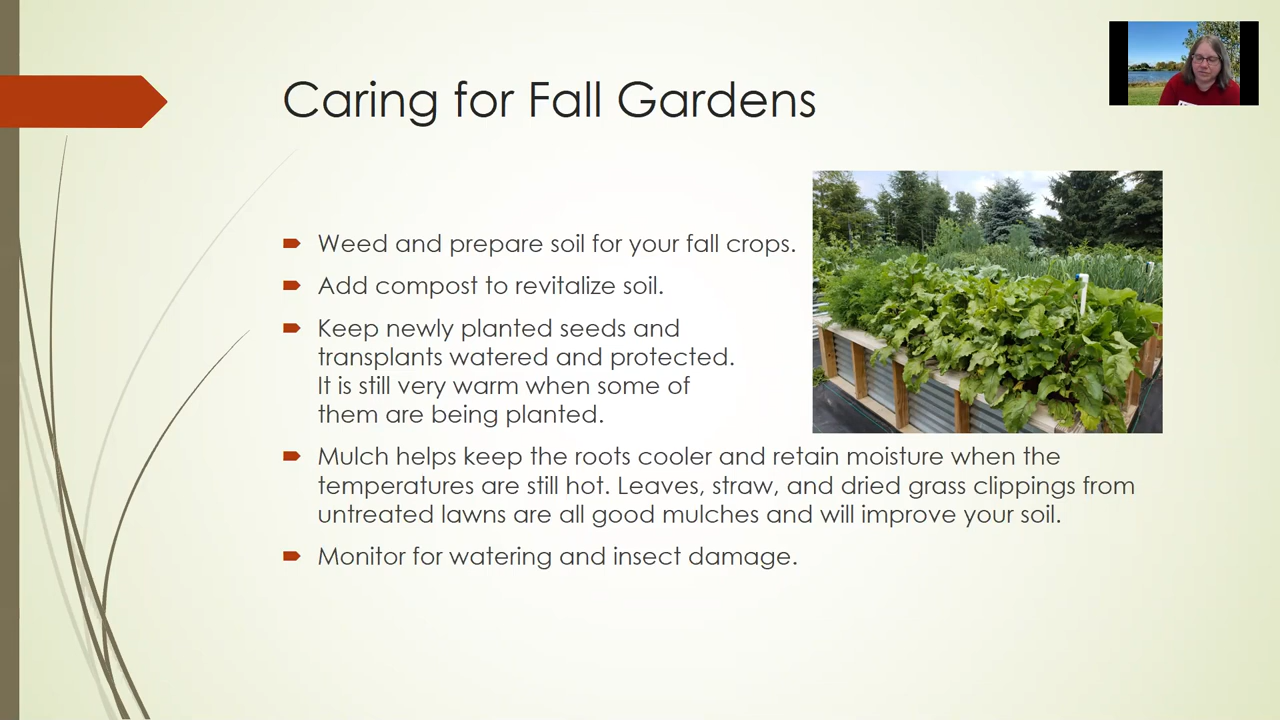 Caring for Fall Gardens
Weed and prepare soil for your fall crops.
Add compost to revitalize soil.
Keep newly planted seeds and
transplants watered and protected.
It is still very warm when some of
them are being planted.
Mulch helps keep the roots cooler and retain moisture when the
temperatures are still hot. Leaves, straw, and dried grass clippings from
untreated lawns are all good mulches and will improve your soil.
Monitor for watering and insect damage.